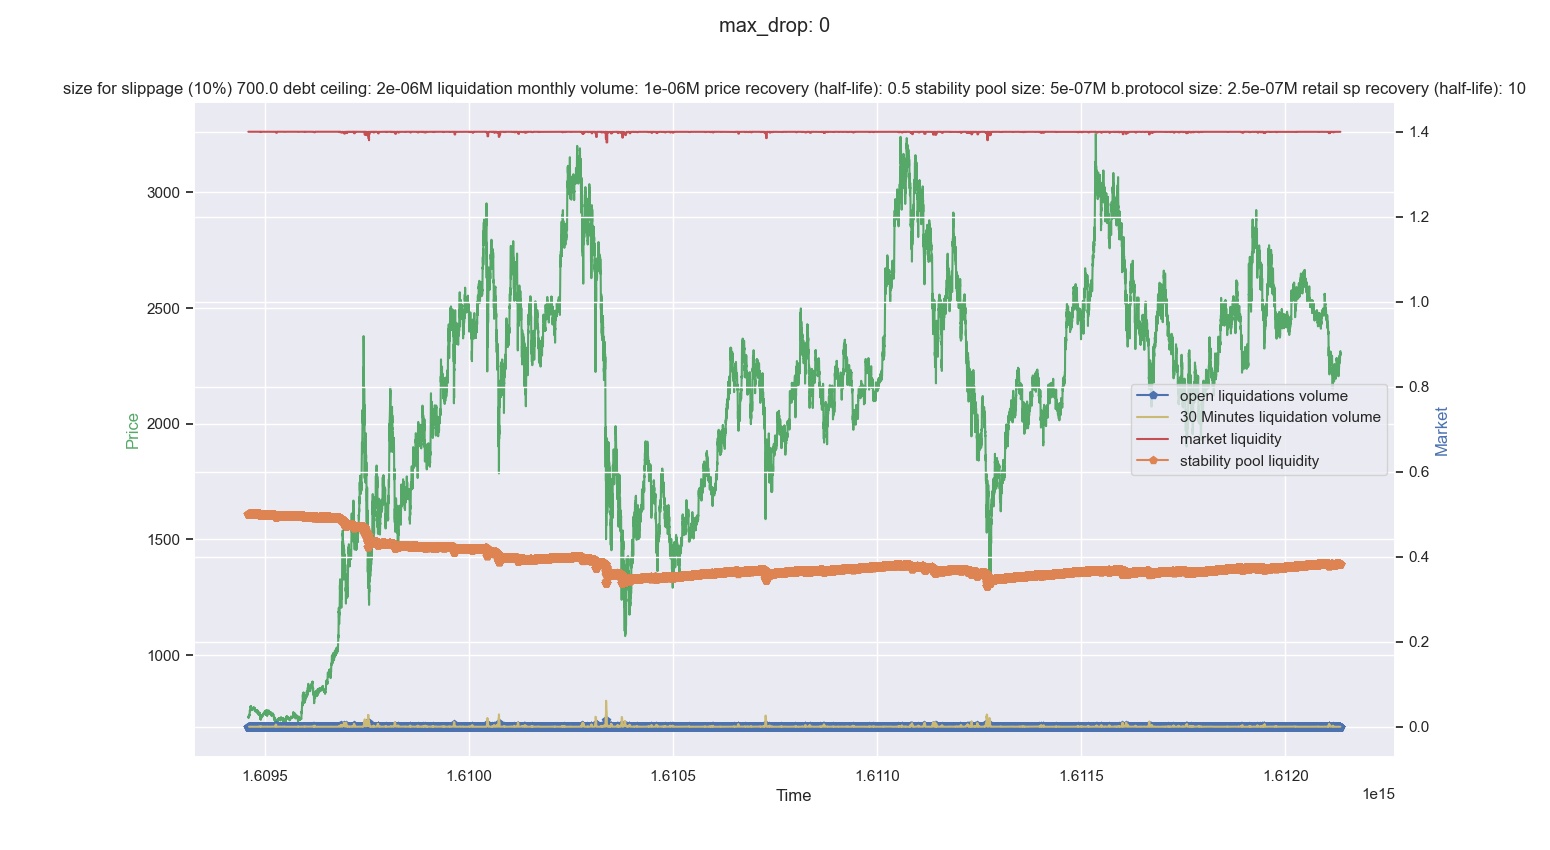 max_drop: 0
size for slippage (10%) 700.0 debt ceiling: 2e-06M liquidation monthly volume: 1e-06M price recovery (half-life): 0.5 stability pool size: 5e-07M b.protocol size: 2.5e-07M retail sp recovery (half-life): 10
3000
2500
2000
1500
1000
Price
1.4
1.2
1.0
0.8
0.6
0.4
0.2
0.0
Market
open liquidations volume
30 Minutes liquidation volume
market liquidity
stability pool liquidity
1.6095
1.6100
1.6105
1.6110
1.6115
1.6120
1e15
Time